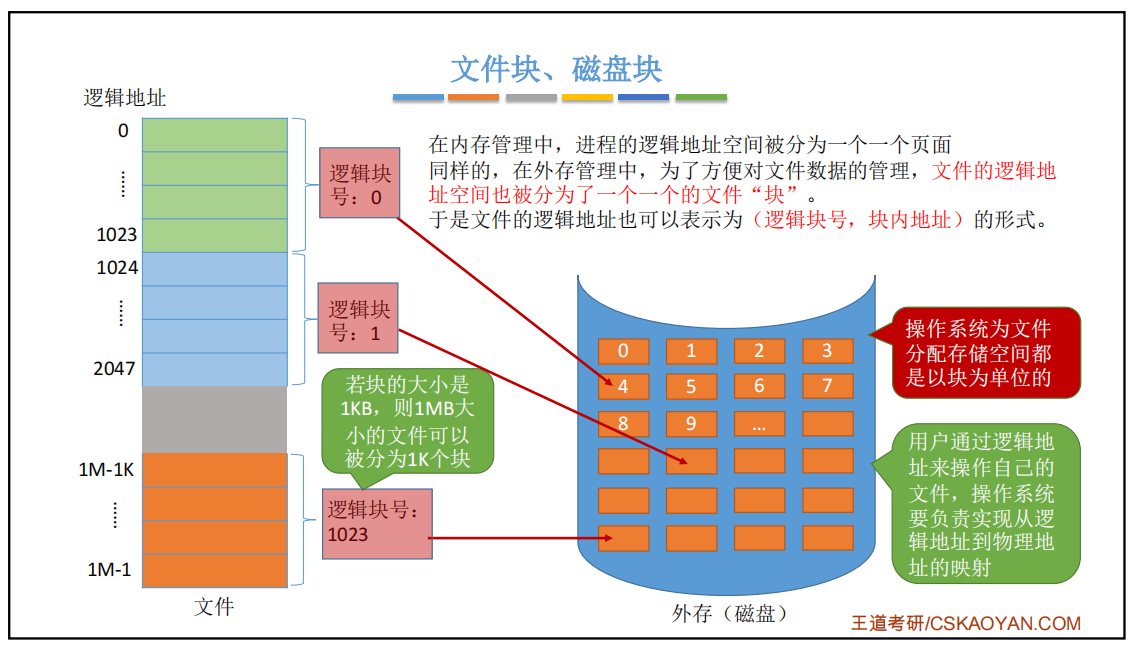 文件块、磁盘块
逻辑地址
0
……
1023
1024
……
2047
1M-1K
……
1M-1
文件
逻辑块
号：0
逻辑块
号：1
若块的大小是
1KB，则1MB大
小的文件可以
被分为1K个块
逻辑块号：
1023
在内存管理中，进程的逻辑地址空间被分为一个一个页面
同样的，在外存管理中，为了方便对文件数据的管理，文件的逻辑地
址空间也被分为了一个一个的文件“块”。
于是文件的逻辑地址也可以表示为（逻辑块号，块内地址）的形式。
0 1 2 3
4 5 6 7
8 9 …
外存（磁盘）
操作系统为文件
分配存储空间都
是以块为单位的
用户通过逻辑地
址来操作自己的
文件，操作系统
要负责实现从逻
辑地址到物理地
址的映射
王道考研/CSKAOYAN.COM